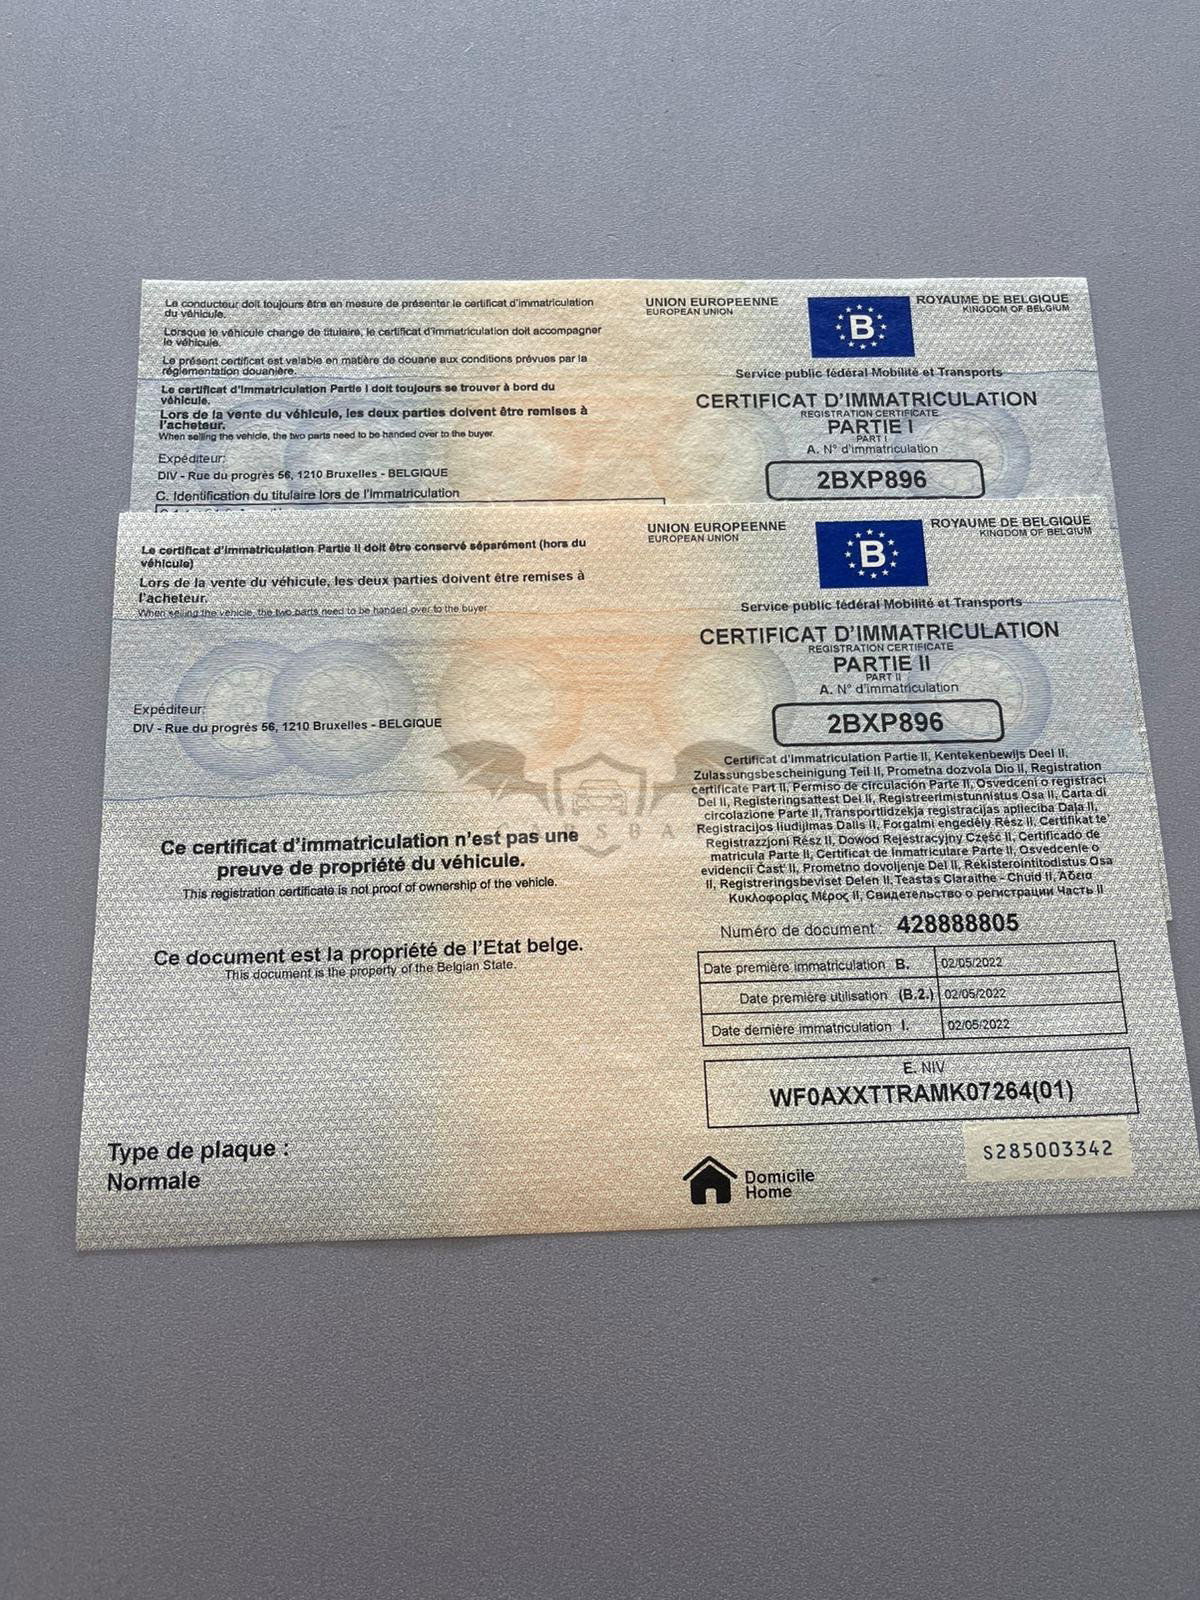 Le conducteur doit toujours être en mesure de présenter le certificat d'immatriculation
du véhicule.
Lorsque le véhicule change de titulaire, le certificat d'immatriculation doit accompagner
le véhicule.
Le présent certificat est valable en matière de douane aux conditions prévues par la
réglementation douanière.
Le certificat d'immatriculation Partie I doit toujours se trouver à bord du
véhicule.
Lors de la vente du véhicule, les deux parties doivent être remises à
l'acheteur.
When selling the vehicle, the two parts need to be handed over to the buyer.
Expéditeur:
DIV - Rue du progrès 56, 1210 Bruxelles - BELGIQUE
C. Identification du titulaire lors de l'immatriculation
UNION EUROPEENNE
EUROPEAN UNION
B
ROYAUME DE BELGIQUE
KINGDOM OF BELGIUM
Service public fédéral Mobilité et Transports
CERTIFICAT D'IMMATRICULATION
REGISTRATION CERTIFICATE
PARTIE I
PART I
A. N° d'immatriculation
2BXP896
Le certificat d'immatriculation Partie II doit être conservé séparément (hors du
véhicule)
Lors de la vente du véhicule, les deux parties doivent être remises à
l'acheteur.
When selling the vehicle, the two parts need to be handed over to the buyer
Expéditeur:
DIV - Rue du progrès 56, 1210 Bruxelles - BELGIQUE
Ce certificat d'immatriculation n'est pas une
preuve de propriété du véhicule.
This registration certificate is not proof of ownership of the vehicle.
Ce document est la propriété de l'Etat belge.
This document is the property of the Belgian State.
Type de plaque :
Normale
UNION EUROPEENNE
EUROPEAN UNION
B
ROYAUME DE BELGIQUE
KINGDOM OF BELGIUM
Service public fédéral Mobilité et Transports
CERTIFICAT D'IMMATRICULATION
REGISTRATION CERTIFICATE
PARTIE II
PART II
A. N° d'immatriculation
2BXP896
Certificat d'Immatriculation Partie II, Kentekenbewijs Deel II,
Zulassungsbescheinigung Teil II, Prometna dozvola Dio II, Registration
certificate Part II, Permiso de circulación Parte II, Osvedceni o registraci
Del II, Registeringsattest Del II, Registreerimistunnistus Osa II, Carta di
circolazione Parte II, Transportlidzekja registracijas aplieciba Daļa II,
Registracijos liudijimas Dalis II, Forgalmi engedély Rész II, Certifikat te'
Registrazzjoni Rész II, Dowod Rejestracyjny Część II, Certificado de
matricula Parte II, Certificat de Inmatriculare Parte II, Osvedcenie o
evidencii Čast' II, Prometno dovoljenje Del II, Rekisterointitodistus Osa
II, Registreringsbeviset Delen II, Teastas Claraithe - Chuid II, Άδεια
Κυκλοφορίας Μέρος II, Свидетельство о регистрации Часть II
Numéro de document : 428888805
Date première immatriculation B. 02/05/2022
Date première utilisation (B.2.) 02/05/2022
Date dernière immatriculation I. 02/05/2022
E. NIV
WF0AXXTTRAMK07264(01)
S285003342
Domicile
Home